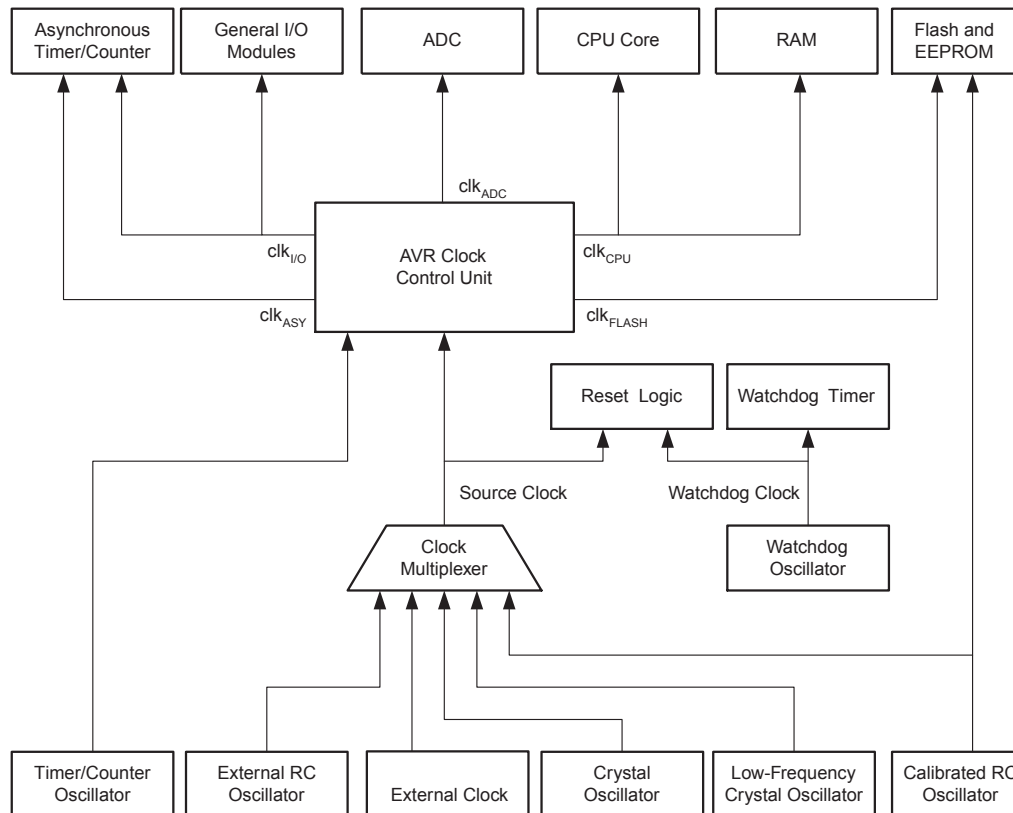 Asynchronous
Timer/Counter
General I/O
Modules
ADC
CPU Core
RAM
Flash and
EEPROM
clkADC
clkI/O
AVR Clock
Control Unit
clkCPU
clkASY
clkFLASH
Reset Logic
Watchdog Timer
Source Clock
Watchdog Clock
Clock
Multiplexer
Watchdog
Oscillator
Timer/Counter
Oscillator
External RC
Oscillator
External Clock
Crystal
Oscillator
Low-Frequency
Crystal Oscillator
Calibrated RC
Oscillator